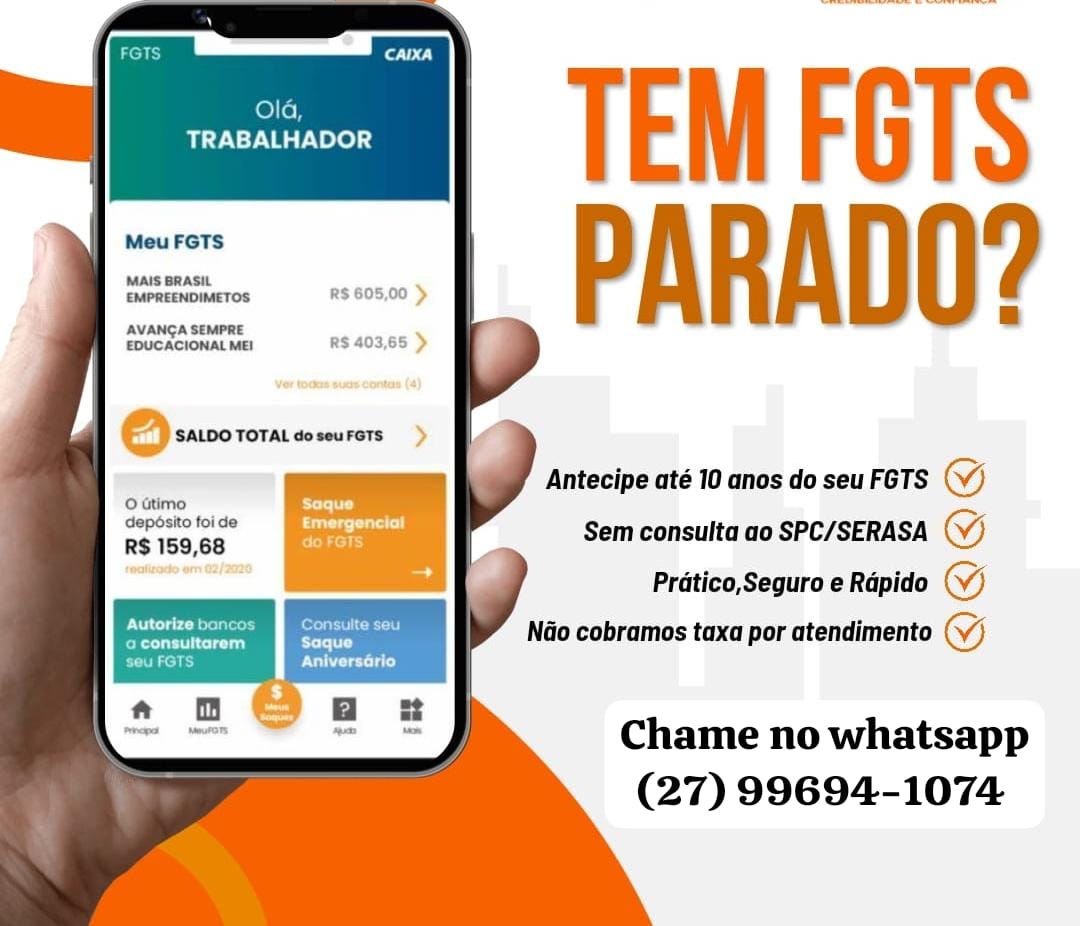 CREDIBILIDADE E CONFIANÇA
FGTS
CAIXA
Olá,
TRABALHADOR
Meu FGTS
MAIS BRASIL
EMPREENDIMETOS
R$ 605,00
AVANÇA SEMPRE
EDUCACIONAL MEI
R$ 403,65
Ver todas suas contas (4)
SALDO TOTAL do seu FGTS
O útimo
depósito foi de
R$ 159,68
realizado em 02/2020
Saque
Emergencial
do FGTS
Autorize bancos
a consultarem
seu FGTS
Consulte seu
Saque
Aniversário
Principal
Meu FGTS
$
Meus
Saques
?
Ajuda
Mais
TEM FGTS
PARADO?
Antecipe até 10 anos do seu FGTS
Sem consulta ao SPC/SERASA
Prático,Seguro e Rápido
Não cobramos taxa por atendimento
Chame no whatsapp
(27) 99694-1074